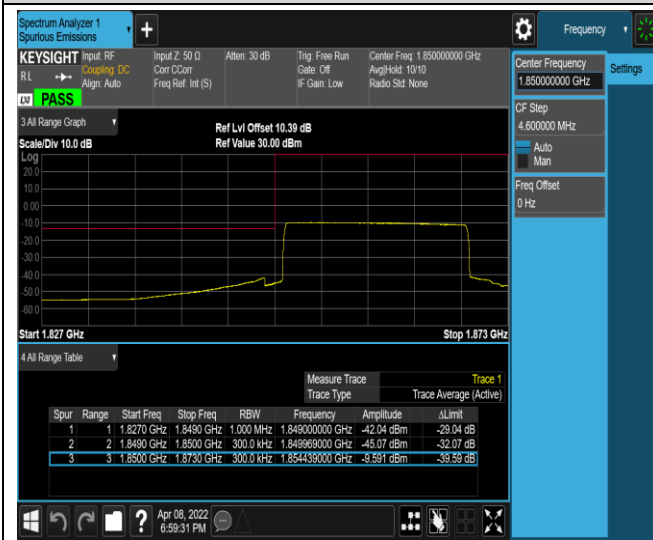 Spectrum Analyzer 1
Spurious Emissions
+
Frequency
KEYSIGHT
Input: RF
Coupling: DC
Align: Auto
Input Z: 50 Ω
Corr CCorr
Freq Ref: Int (S)
Atten: 30 dB
Trig: Free Run
Gate: Off
IF Gain: Low
Center Freq: 1.850000000 GHz
Avg|Hold: 10/10
Radio Std: None
RL
LXI PASS
Center Frequency
1.850000000 GHz
Settings
CF Step
4.600000 MHz
Auto
Man
Freq Offset
0 Hz
3 All Range Graph
Scale/Div 10.0 dB
Ref Lvl Offset 10.39 dB
Ref Value 30.00 dBm
Log
20.0
10.0
0.00
-10.0
-20.0
-30.0
-40.0
-50.0
-60.0
Start 1.827 GHz Stop 1.873 GHz
4 All Range Table
Measure Trace Trace 1
Trace Type Trace Average (Active)
Spur Range Start Freq Stop Freq RBW Frequency Amplitude ΔLimit
1 1 1.8270 GHz 1.8490 GHz 1.000 MHz 1.849000000 GHz -42.04 dBm -29.04 dB
2 2 1.8490 GHz 1.8500 GHz 300.0 kHz 1.849969000 GHz -45.07 dBm -32.07 dB
3 3 1.8500 GHz 1.8730 GHz 300.0 kHz 1.854439000 GHz -9.591 dBm -39.59 dB
?
Apr 08, 2022
6:59:31 PM